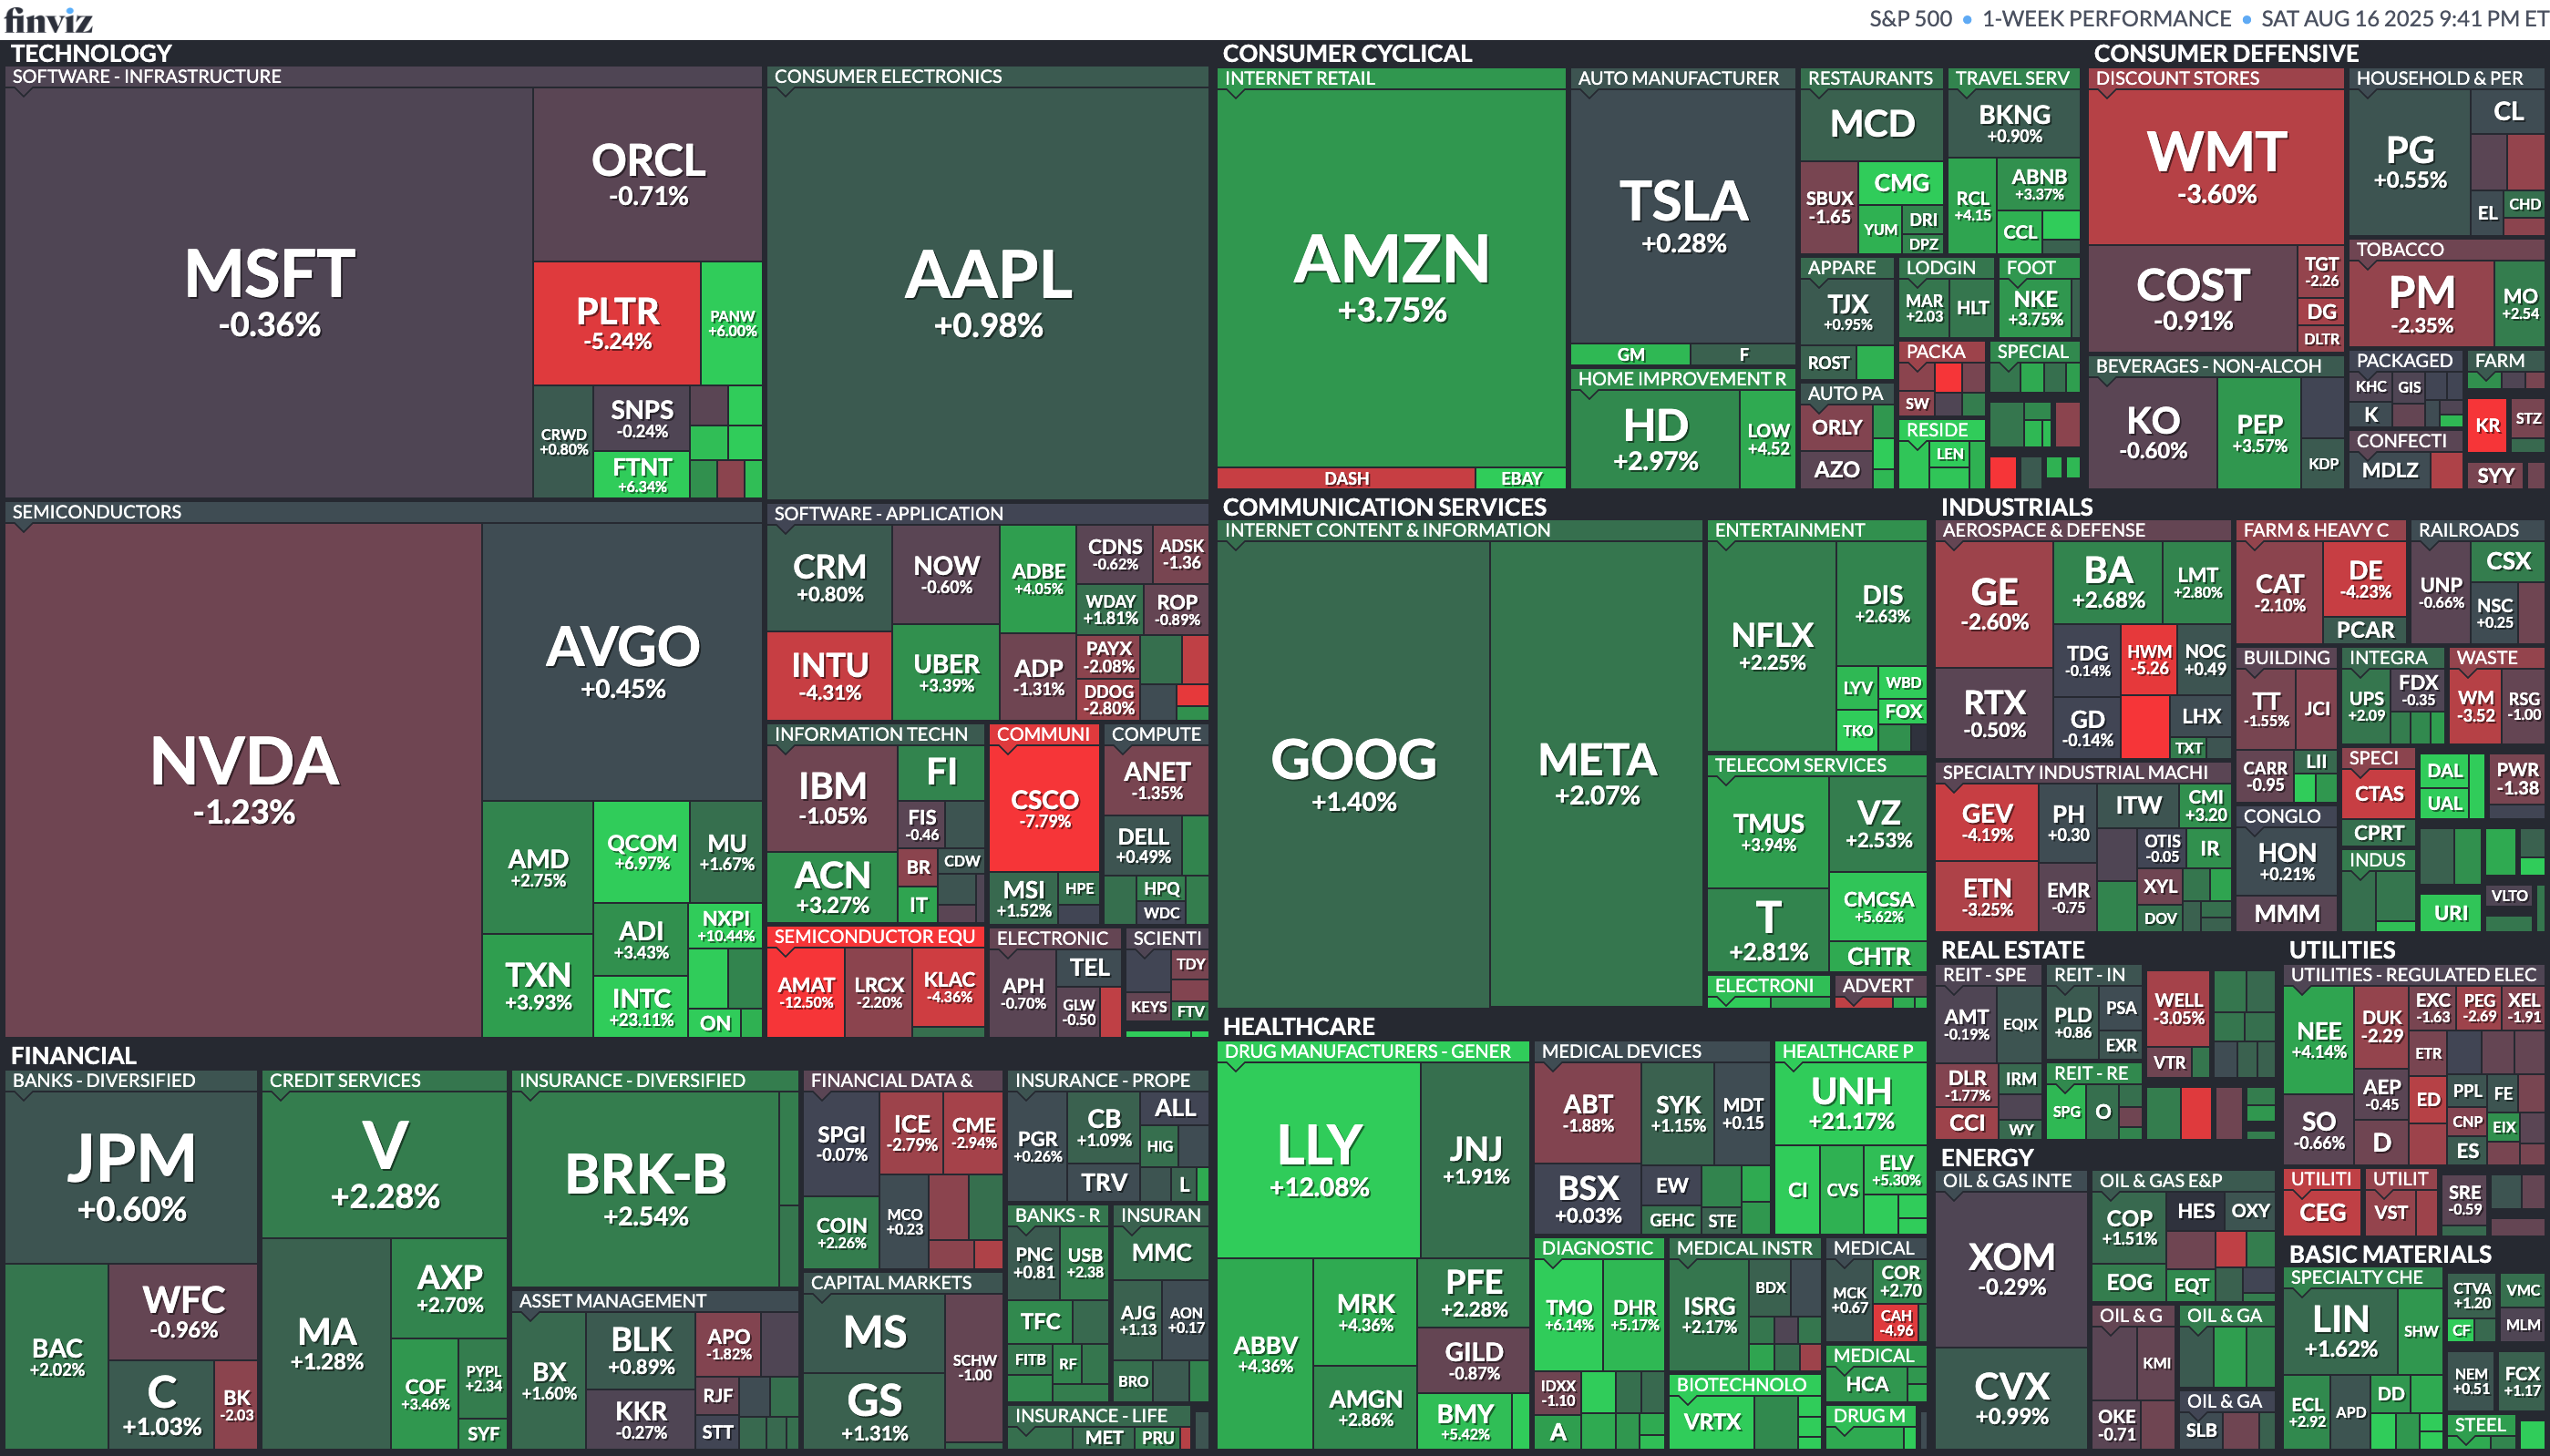 finviz
S&P 500 • 1-WEEK PERFORMANCE • SAT AUG 16 2025 9:41 PM ET
TECHNOLOGY
SOFTWARE - INFRASTRUCTURE
MSFT
-0.36%
ORCL
-0.71%
PLTR
-5.24%
PANW
+6.00%
CRWD
+0.80%
SNPS
-0.24%
FTNT
+6.34%
CONSUMER ELECTRONICS
AAPL
+0.98%
SEMICONDUCTORS
NVDA
-1.23%
AVGO
+0.45%
AMD
+2.75%
QCOM
+6.97%
MU
+1.67%
TXN
+3.93%
ADI
+3.43%
NXPI
+10.44%
INTC
+23.11%
ON
SOFTWARE - APPLICATION
CRM
+0.80%
NOW
-0.60%
ADBE
+4.05%
CDNS
-0.62%
ADSK
-1.36
WDAY
+1.81%
ROP
-0.89%
INTU
-4.31%
UBER
+3.39%
ADP
-1.31%
PAYX
-2.08%
DDOG
-2.80%
INFORMATION TECHN
IBM
-1.05%
FI
FIS
-0.46
BR
CDW
ACN
+3.27%
IT
COMMUNI
CSCO
-7.79%
MSI
+1.52%
HPE
COMPUTE
ANET
-1.35%
DELL
+0.49%
HPQ
WDC
SEMICONDUCTOR EQU
AMAT
-12.50%
LRCX
-2.20%
KLAC
-4.36%
ELECTRONIC
APH
-0.70%
TEL
GLW
-0.50
SCIENTI
TDY
KEYS
FTV
CONSUMER CYCLICAL
INTERNET RETAIL
AMZN
+3.75%
DASH
EBAY
AUTO MANUFACTURER
TSLA
+0.28%
GM
F
HOME IMPROVEMENT R
HD
+2.97%
LOW
+4.52
RESTAURANTS
MCD
SBUX
-1.65
CMG
YUM
DRI
DPZ
TRAVEL SERV
BKNG
+0.90%
RCL
+4.15
ABNB
+3.37%
CCL
APPARE
TJX
+0.95%
ROST
LODGIN
MAR
+2.03
HLT
FOOT
NKE
+3.75%
AUTO PA
ORLY
AZO
PACKA
SW
SPECIAL
RESIDE
LEN
CONSUMER DEFENSIVE
DISCOUNT STORES
WMT
-3.60%
COST
-0.91%
TGT
-2.26
DG
DLTR
HOUSEHOLD & PER
PG
+0.55%
CL
EL
CHD
TOBACCO
PM
-2.35%
MO
+2.54
BEVERAGES - NON-ALCOH
KO
-0.60%
PEP
+3.57%
KDP
PACKAGED
KHC
GIS
K
FARM
KR
STZ
CONFECTI
MDLZ
SYY
COMMUNICATION SERVICES
INTERNET CONTENT & INFORMATION
GOOG
+1.40%
META
+2.07%
ENTERTAINMENT
NFLX
+2.25%
DIS
+2.63%
LYV
WBD
FOX
TKO
TELECOM SERVICES
TMUS
+3.94%
VZ
+2.53%
T
+2.81%
CMCSA
+5.62%
CHTR
ELECTRONI
ADVERT
INDUSTRIALS
AEROSPACE & DEFENSE
GE
-2.60%
BA
+2.68%
LMT
+2.80%
RTX
-0.50%
TDG
-0.14%
HWM
-5.26
NOC
+0.49
GD
-0.14%
LHX
TXT
FARM & HEAVY C
CAT
-2.10%
DE
-4.23%
PCAR
RAILROADS
UNP
-0.66%
CSX
NSC
+0.25
BUILDING
TT
-1.55%
JCI
CARR
-0.95
LII
INTEGRA
UPS
+2.09
FDX
-0.35
WASTE
WM
-3.52
RSG
-1.00
SPECIALTY INDUSTRIAL MACHI
GEV
-4.19%
PH
+0.30
ITW
CMI
+3.20
OTIS
-0.05
IR
ETN
-3.25%
EMR
-0.75
XYL
DOV
SPECI
CTAS
CPRT
DAL
UAL
PWR
-1.38
CONGLO
HON
+0.21%
MMM
INDUS
URI
VLTO
FINANCIAL
BANKS - DIVERSIFIED
JPM
+0.60%
BAC
+2.02%
WFC
-0.96%
C
+1.03%
BK
-2.03
CREDIT SERVICES
V
+2.28%
MA
+1.28%
AXP
+2.70%
COF
+3.46%
PYPL
+2.34
SYF
INSURANCE - DIVERSIFIED
BRK-B
+2.54%
ASSET MANAGEMENT
BX
+1.60%
BLK
+0.89%
APO
-1.82%
KKR
-0.27%
RJF
STT
FINANCIAL DATA &
SPGI
-0.07%
ICE
-2.79%
CME
-2.94%
COIN
+2.26%
MCO
+0.23
CAPITAL MARKETS
MS
GS
+1.31%
SCHW
-1.00
INSURANCE - PROPE
PGR
+0.26%
CB
+1.09%
ALL
HIG
TRV
L
BANKS - R
PNC
+0.81
USB
+2.38
TFC
FITB
RF
INSURAN
MMC
AJG
+1.13
AON
+0.17
BRO
INSURANCE - LIFE
MET
PRU
HEALTHCARE
DRUG MANUFACTURERS - GENER
LLY
+12.08%
JNJ
+1.91%
ABBV
+4.36%
MRK
+4.36%
PFE
+2.28%
GILD
-0.87%
AMGN
+2.86%
BMY
+5.42%
MEDICAL DEVICES
ABT
-1.88%
SYK
+1.15%
MDT
+0.15
BSX
+0.03%
EW
GEHC
STE
HEALTHCARE P
UNH
+21.17%
CI
CVS
ELV
+5.30%
DIAGNOSTIC
TMO
+6.14%
DHR
+5.17%
IDXX
-1.10
A
MEDICAL INSTR
ISRG
+2.17%
BDX
MEDICAL
MCK
+0.67
COR
+2.70
CAH
-4.96
BIOTECHNOLO
VRTX
MEDICAL
HCA
DRUG M
REAL ESTATE
REIT - SPE
AMT
-0.19%
EQIX
DLR
-1.77%
IRM
CCI
WY
REIT - IN
PLD
+0.86
PSA
EXR
REIT - RE
SPG
O
WELL
-3.05%
VTR
UTILITIES
UTILITIES - REGULATED ELEC
NEE
+4.14%
DUK
-2.29
EXC
-1.63
PEG
-2.69
XEL
-1.91
ETR
SO
-0.66%
AEP
-0.45
ED
PPL
FE
D
CNP
EIX
ES
UTILITI
CEG
UTILIT
VST
SRE
-0.59
ENERGY
OIL & GAS INTE
XOM
-0.29%
CVX
+0.99%
OIL & GAS E&P
COP
+1.51%
HES
OXY
EOG
EQT
OIL & G
KMI
OKE
-0.71
OIL & GA
OIL & GA
SLB
BASIC MATERIALS
SPECIALTY CHE
LIN
+1.62%
SHW
ECL
+2.92
APD
DD
CTVA
+1.20
VMC
CF
MLM
NEM
+0.51
FCX
+1.17
STEEL